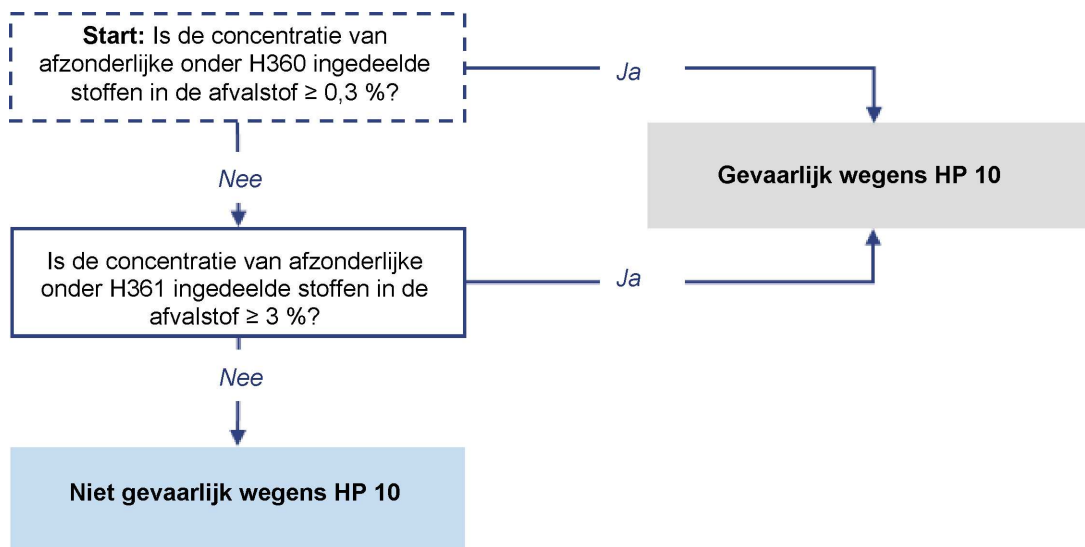 Start: Is de concentratie van
afzonderlijke onder H360 ingedeelde
stoffen in de afvalstof ≥ 0,3 %?
Ja
Gevaarlijk wegens HP 10
Nee
Is de concentratie van afzonderlijke
onder H361 ingedeelde stoffen in de
afvalstof ≥ 3 %?
Ja
Nee
Niet gevaarlijk wegens HP 10